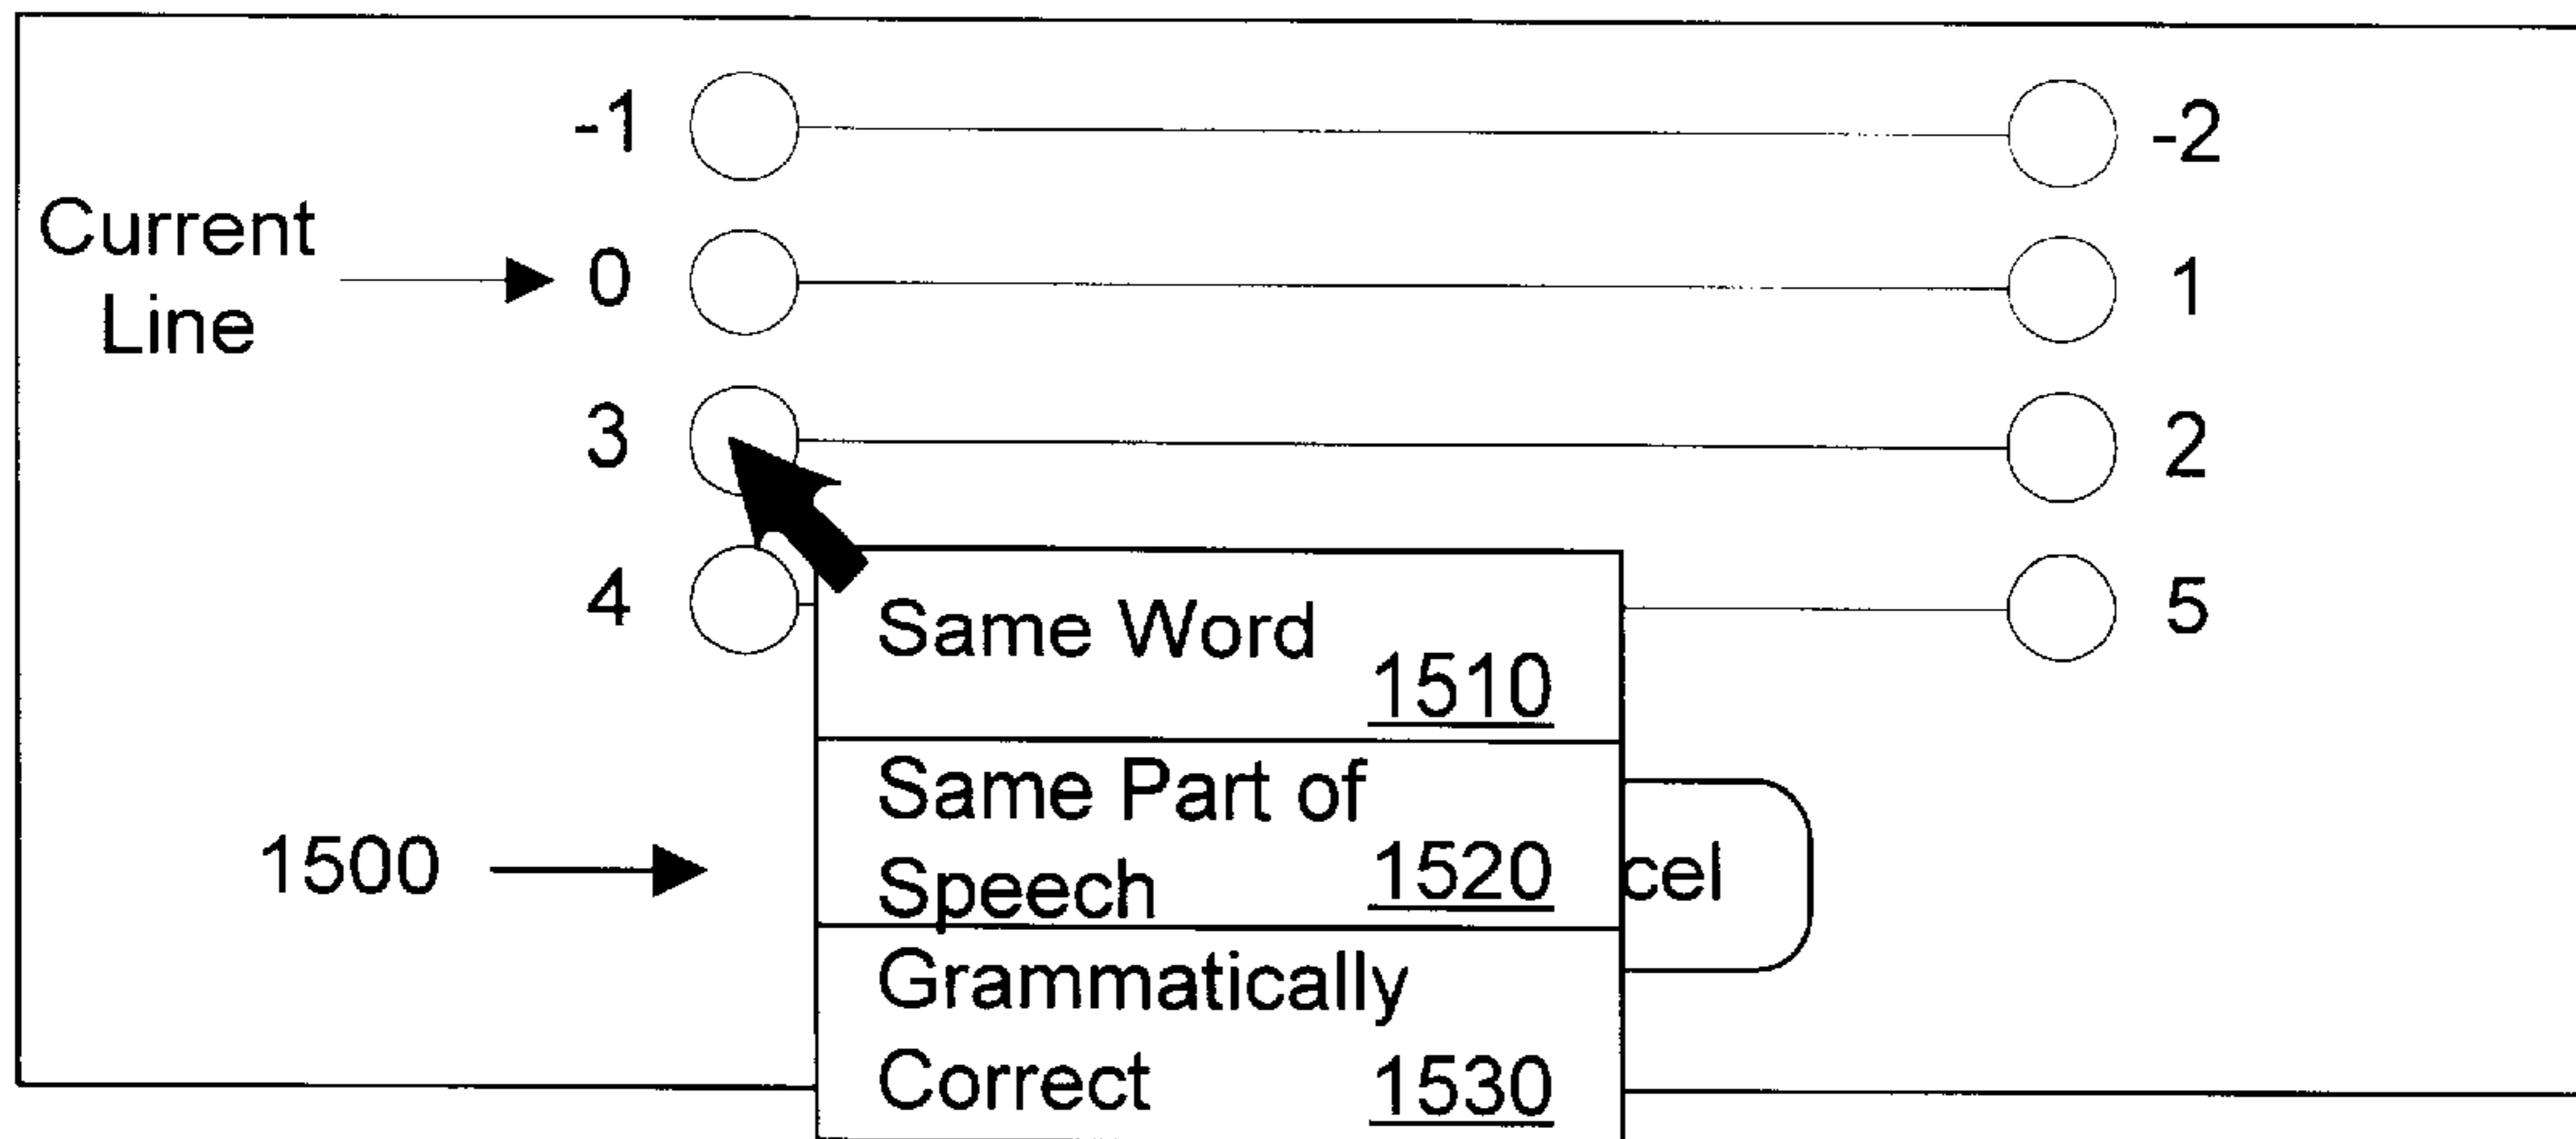 -1 -2
Current
Line
0 1
3 2
4 5
Same Word
1510
Same Part of
Speech 1520
cel
1500
Grammatically
Correct 1530